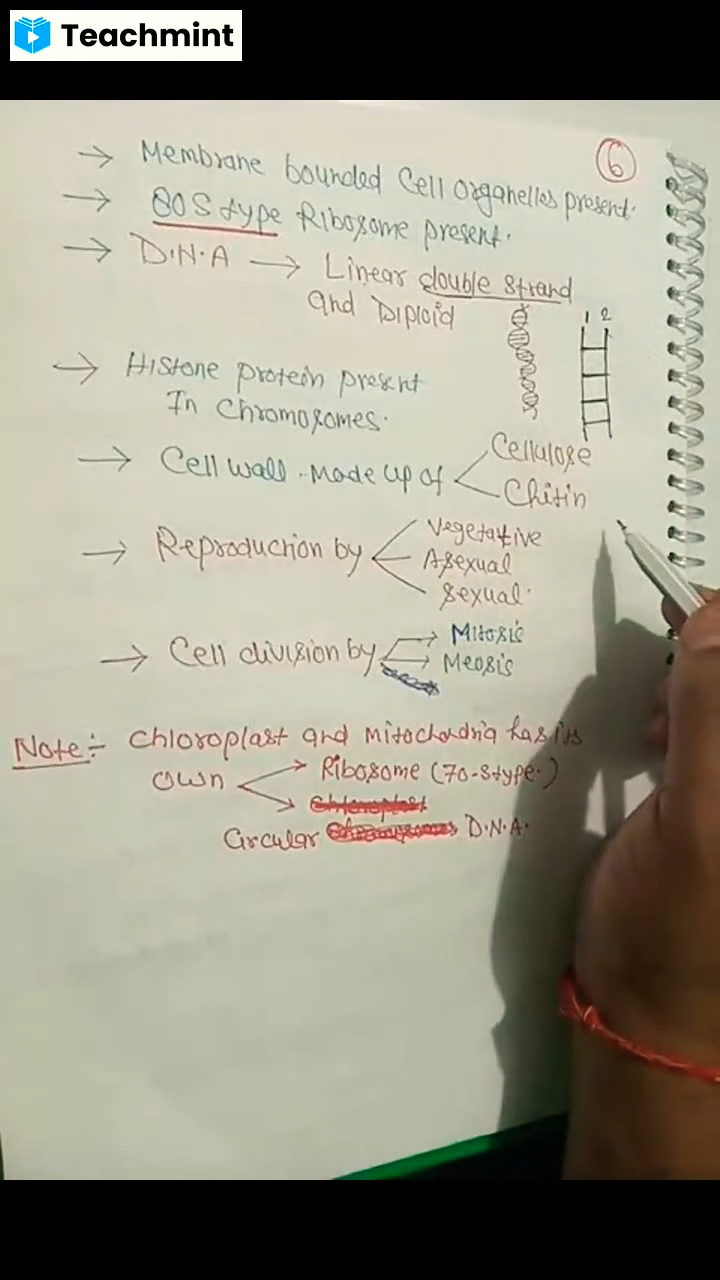 Teachmint
6
→ Membrane bounded Cell organelles present.
→ 80S type Ribosome present.
→ D.N.A → Linear double strand
and Diploid
1 2
→ Histone protein present
In Chromosomes.
→ Cell wall - Made up of
Cellulose
Chitin
→ Reproduction by
Vegetative
Asexual
Sexual.
→ Cell division by
→ Mitosis
→ Meosis
Note:- Chloroplast and mitochondria has its
own
Ribosome (70-Stype.)
Circular D.N.A.